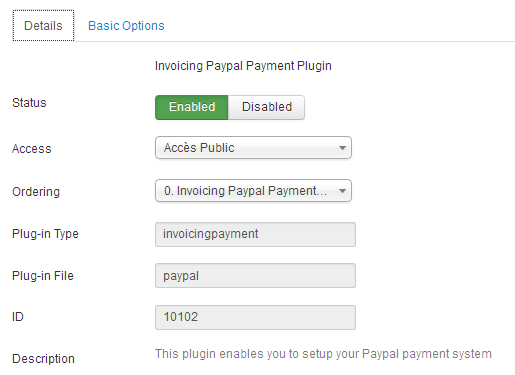 Details Basic Options
Invoicing Paypal Payment Plugin
Status Enabled Disabled
Access Accès Public
Ordering 0. Invoicing Paypal Payment...
Plug-in Type invoicingpayment
Plug-in File paypal
ID 10102
Description This plugin enables you to setup your Paypal payment system